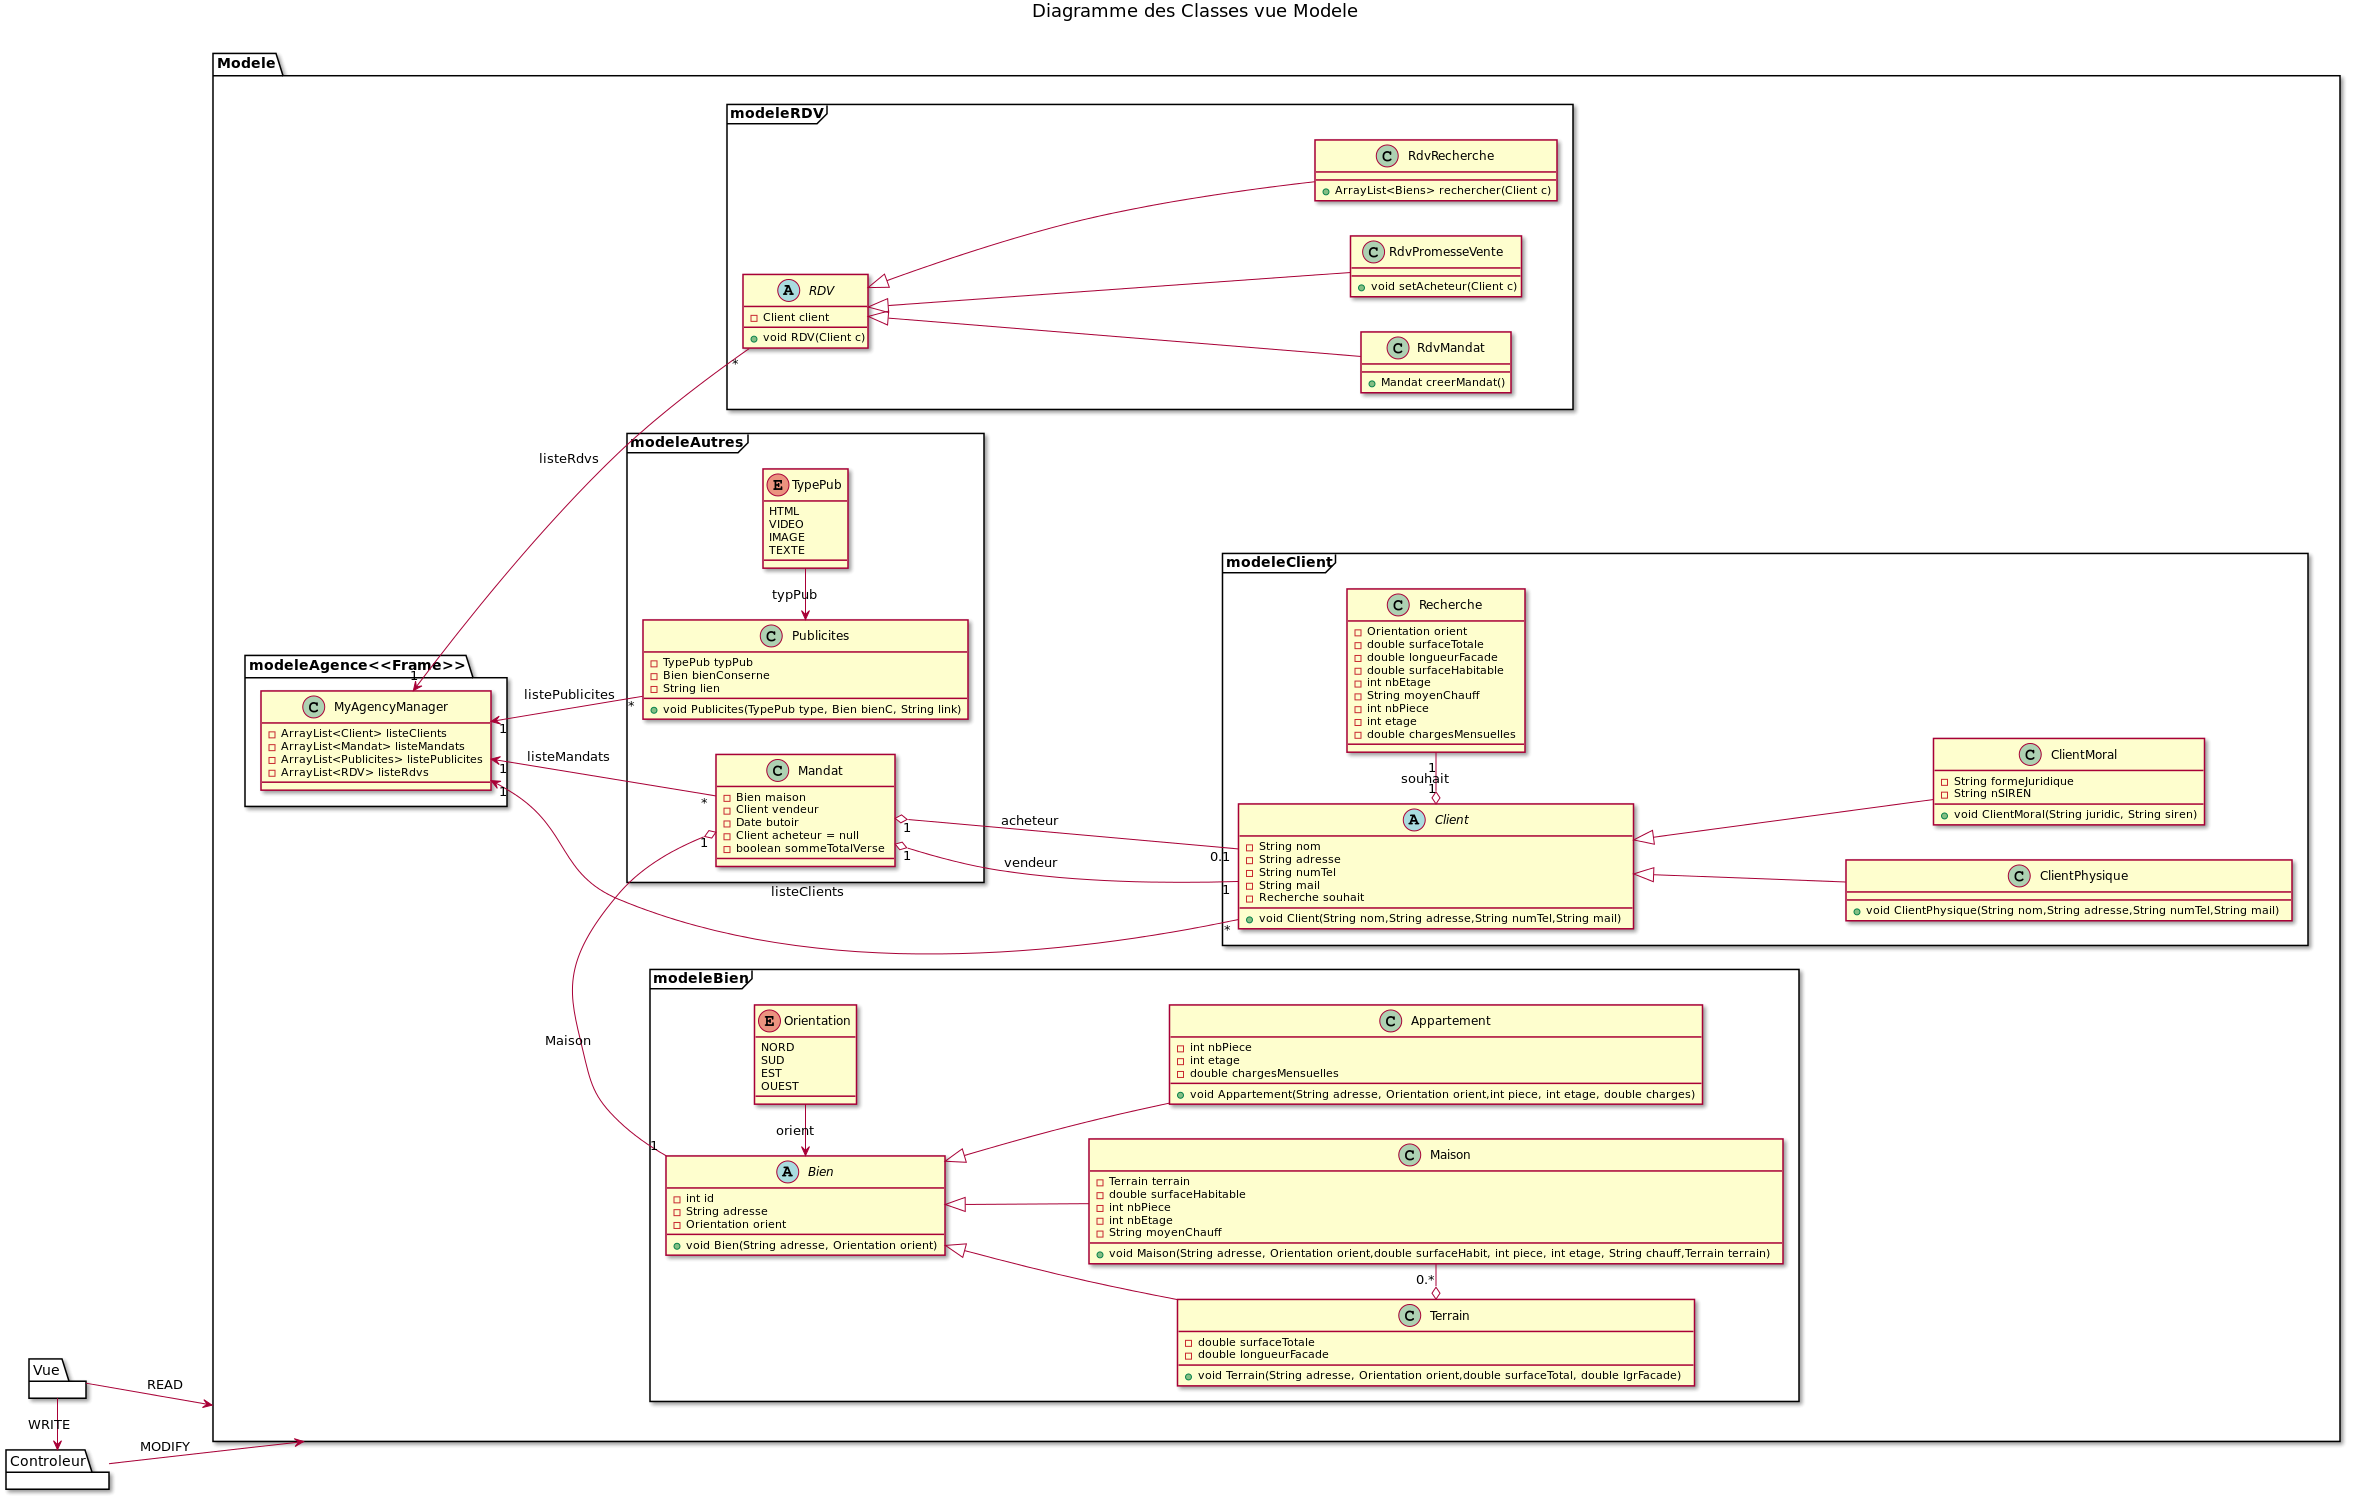 Diagramme des Classes vue Modele
Modele
modeleRDV
C RdvRecherche
ArrayList<Biens> rechercher(Client c)
C RdvPromesseVente
void setAcheteur(Client c)
A RDV
Client client
void RDV(Client c)
C RdvMandat
Mandat creerMandat()
*
listeRdvs
1
modeleAutres
E TypePub
HTML
VIDEO
IMAGE
TEXTE
typPub
C Publicites
TypePub typPub
Bien bienConserne
String lien
void Publicites(TypePub type, Bien bienC, String link)
modeleAgence<<Frame>>
C MyAgencyManager
ArrayList<Client> listeClients
ArrayList<Mandat> listeMandats
ArrayList<Publicites> listePublicites
ArrayList<RDV> listeRdvs
listePublicites
*
1
listeMandats
1
*
1
C Mandat
Bien maison
Client vendeur
Date butoir
Client acheteur = null
boolean sommeTotalVerse
1
acheteur
1
0.1
vendeur
1
1
listeClients
*
modeleClient
C Recherche
Orientation orient
double surfaceTotale
double longueurFacade
double surfaceHabitable
int nbEtage
String moyenChauff
int nbPiece
int etage
double chargesMensuelles
1
souhait
1
A Client
String nom
String adresse
String numTel
String mail
Recherche souhait
void Client(String nom,String adresse,String numTel,String mail)
C ClientMoral
String formeJuridique
String nSIREN
void ClientMoral(String juridic, String siren)
C ClientPhysique
void ClientPhysique(String nom,String adresse,String numTel,String mail)
modeleBien
E Orientation
NORD
SUD
EST
OUEST
Maison
orient
1
A Bien
int id
String adresse
Orientation orient
void Bien(String adresse, Orientation orient)
C Appartement
int nbPiece
int etage
double chargesMensuelles
void Appartement(String adresse, Orientation orient,int piece, int etage, double charges)
C Maison
Terrain terrain
double surfaceHabitable
int nbPiece
int nbEtage
String moyenChauff
void Maison(String adresse, Orientation orient,double surfaceHabit, int piece, int etage, String chauff,Terrain terrain)
0.*
C Terrain
double surfaceTotale
double longueurFacade
void Terrain(String adresse, Orientation orient,double surfaceTotal, double lgrFacade)
Vue
READ
WRITE
Controleur
MODIFY